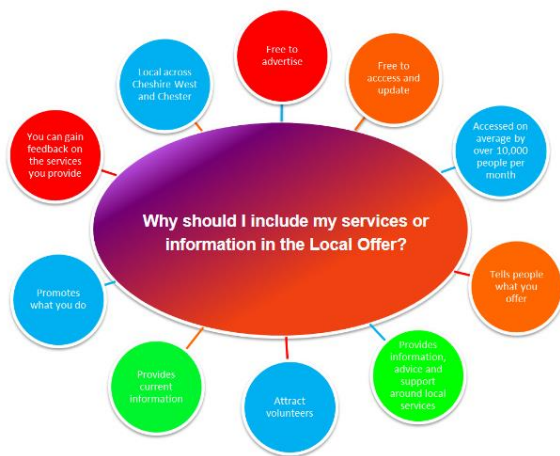 Free to
advertise
Free to
acccess and
update
Accessed on
average by
over 10,000
people per
month
Tells people
what you
offer
Provides
information,
advice and
support
around local
services
Attract
volunteers
Provides
current
information
Promotes
what you do
You can gain
feedback on
the services
you provide
Local across
Cheshire West
and Chester
Why should I include my services or
information in the Local Offer?